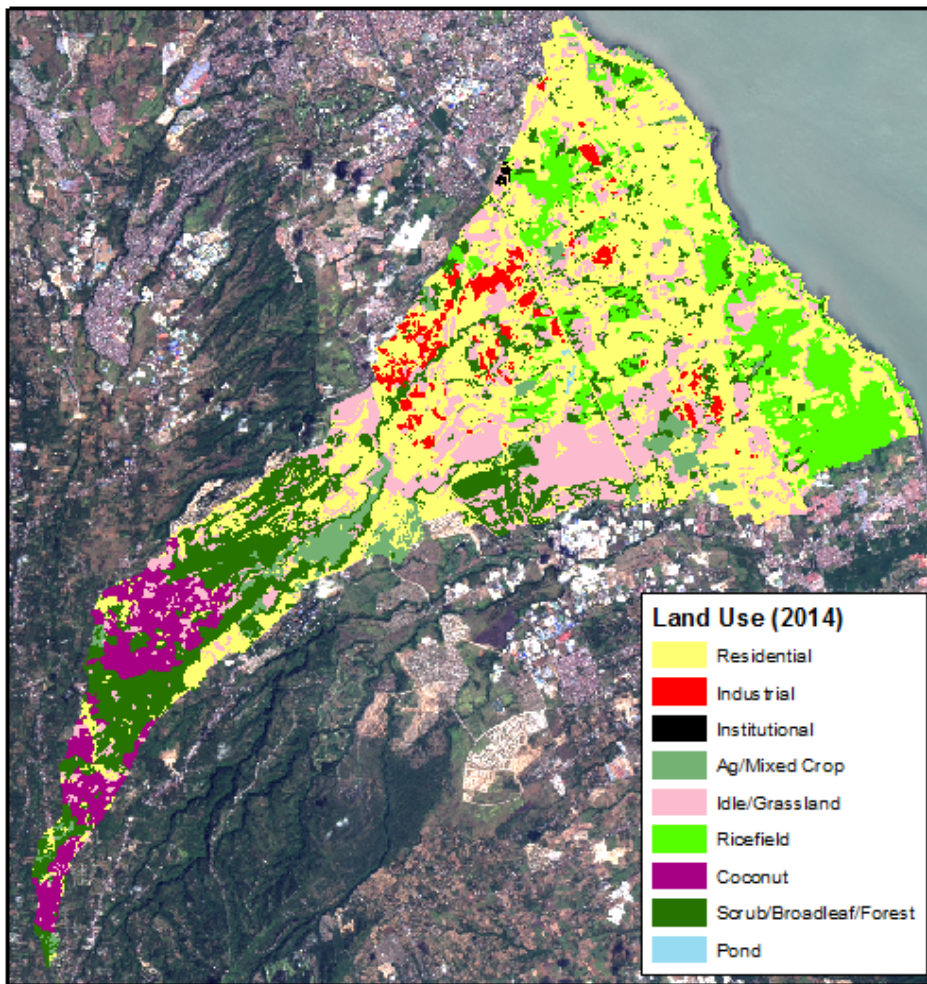 Land Use (2014)
Residential
Industrial
Institutional
Ag/Mixed Crop
Idle/Grassland
Ricefield
Coconut
Scrub/Broadleaf/Forest
Pond